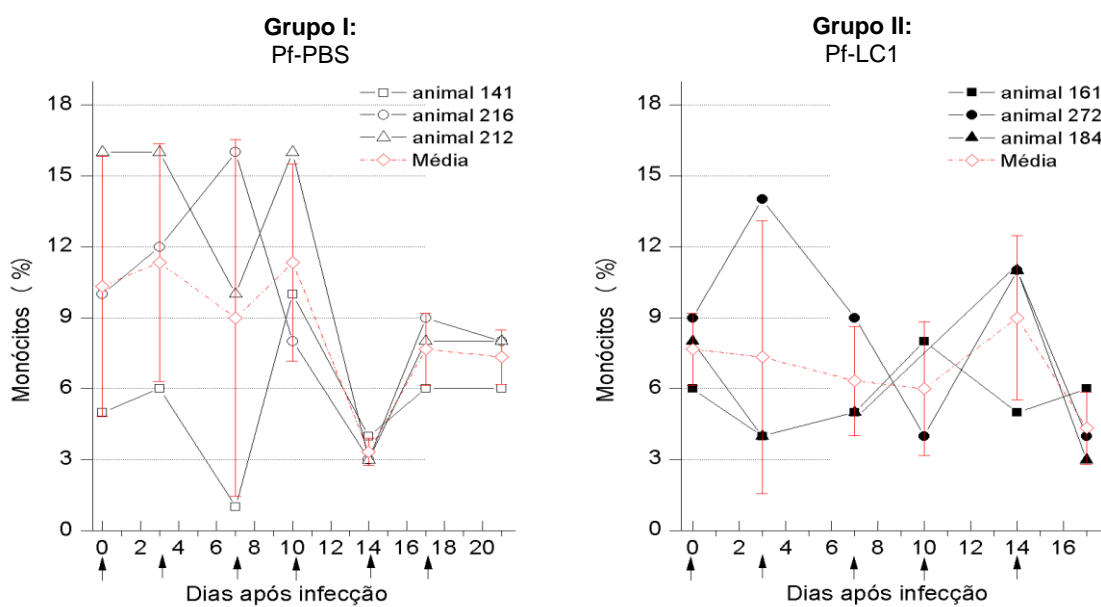 Grupo I:
Pf-PBS
animal 141
animal 216
animal 212
Média
Monócitos ( %)
18
15
12
9
6
3
0
0 2 4 6 8 10 12 14 16 18 20
Dias após infecção
Grupo II:
Pf-LC1
animal 161
animal 272
animal 184
Média
Monócitos ( %)
18
15
12
9
6
3
0
0 2 4 6 8 10 12 14 16
Dias após infecção